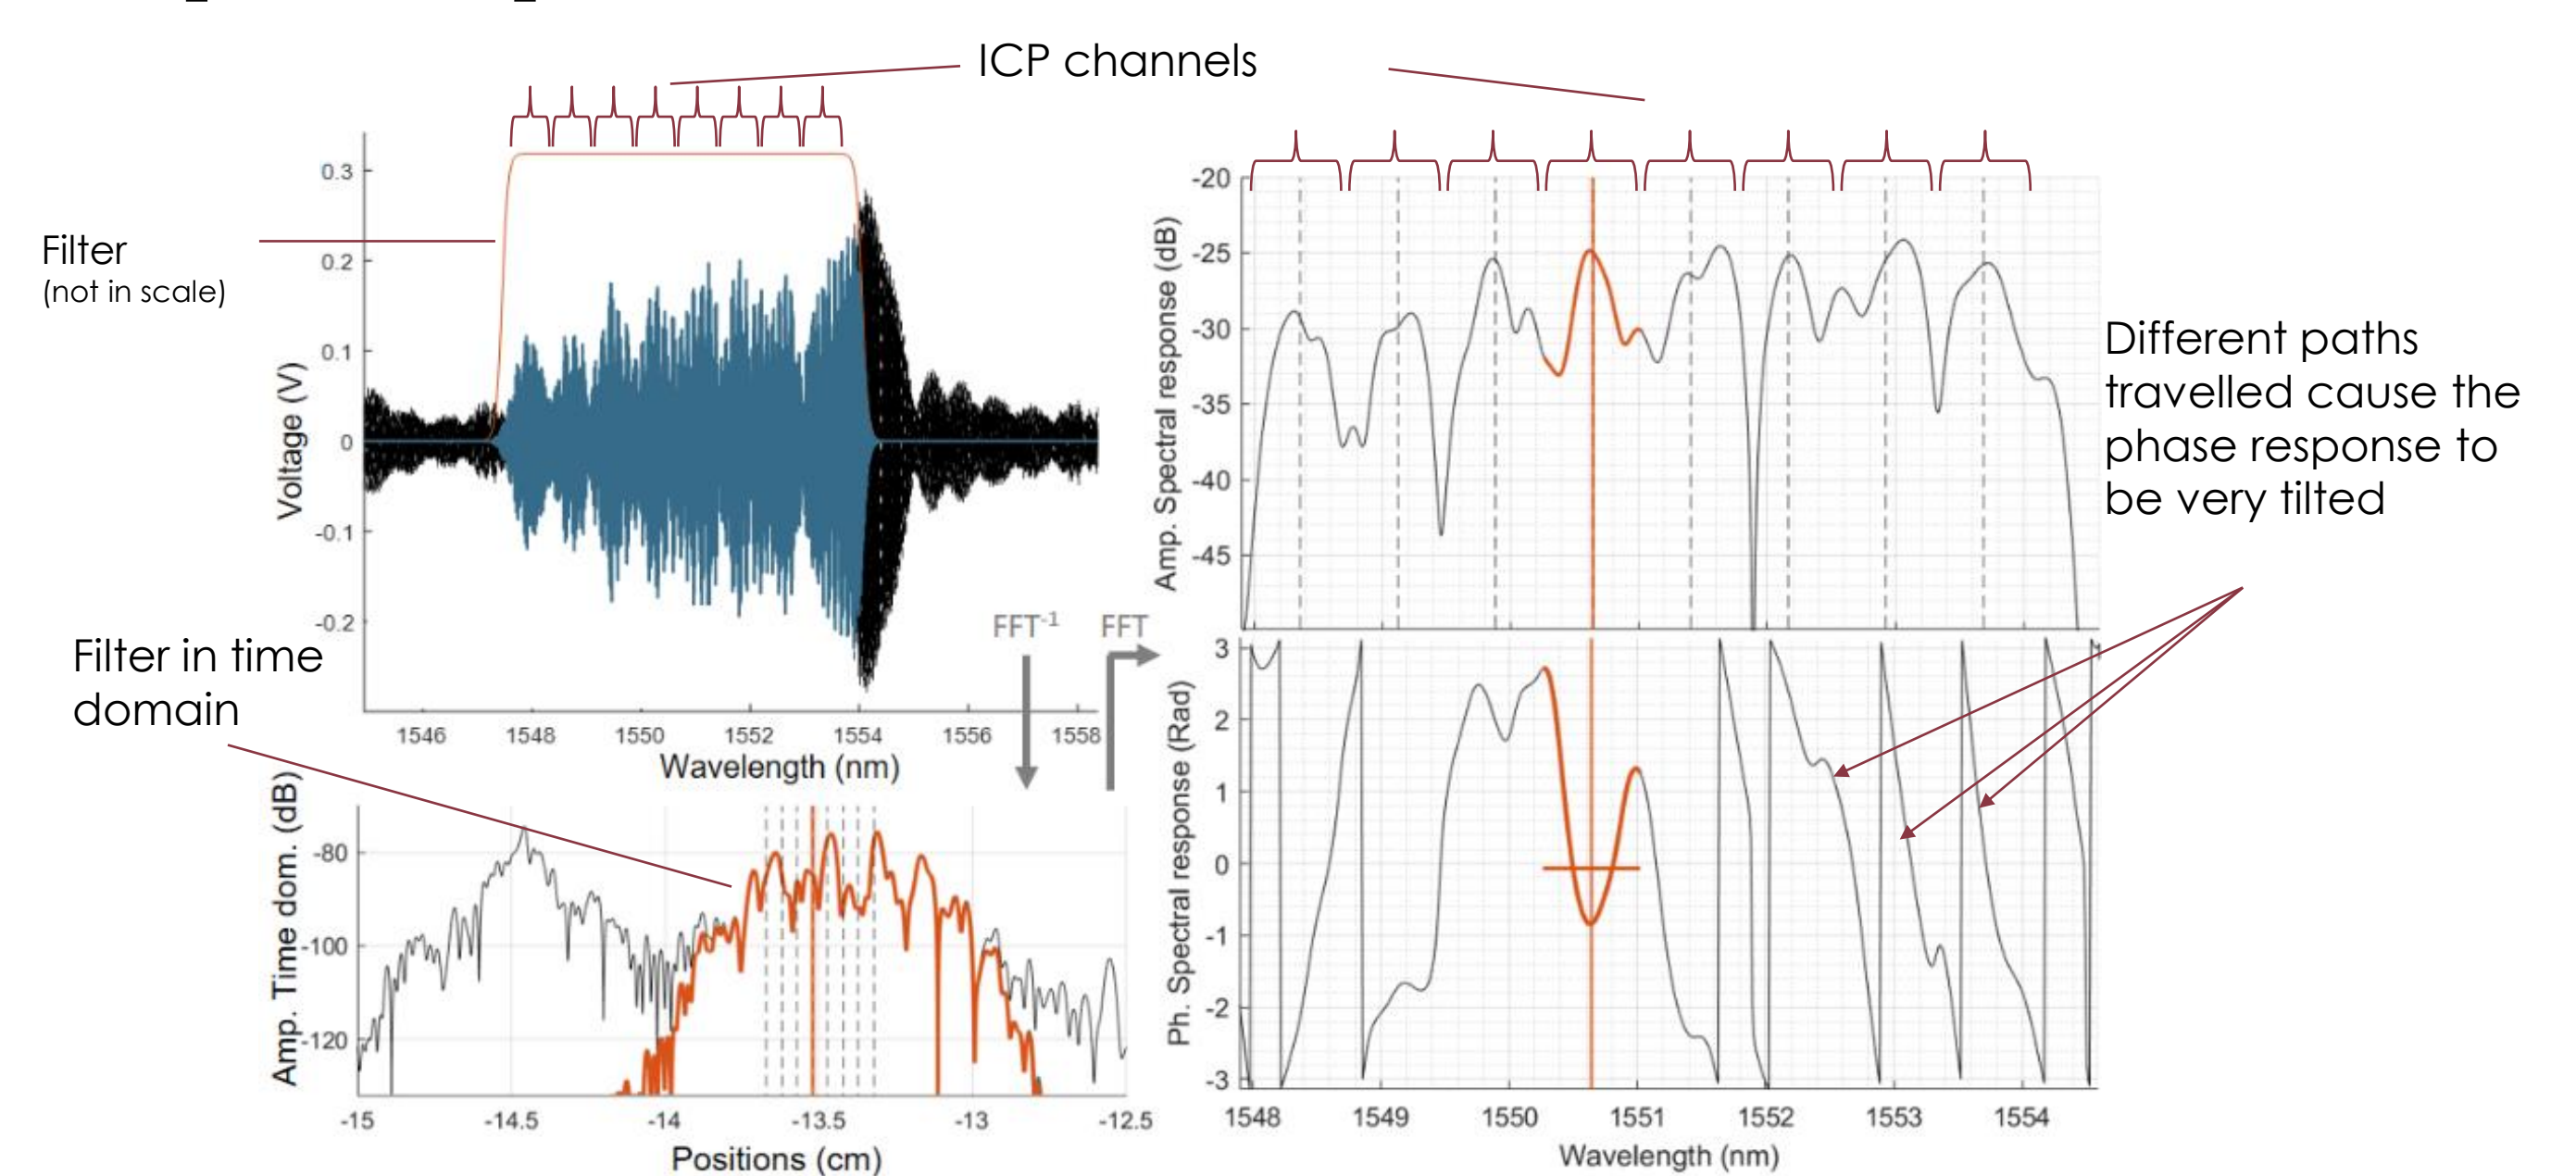 ICP channels
Filter
(not in scale)
0.3
0.2
0.1
0
-0.1
-0.2
Voltage (V)
1546
1548
1550
1552
1554
1556
1558
Wavelength (nm)
FFT-1
FFT
Filter in time
domain
Amp. Time dom. (dB)
-80
-100
-120
-15
-14.5
-14
-13.5
-13
-12.5
Positions (cm)
Amp. Spectral response (dB)
-20
-25
-30
-35
-40
-45
Ph. Spectral response (Rad)
3
2
1
0
-1
-2
-3
1548
1549
1550
1551
1552
1553
1554
Wavelength (nm)
Different paths
travelled cause the
phase response to
be very tilted